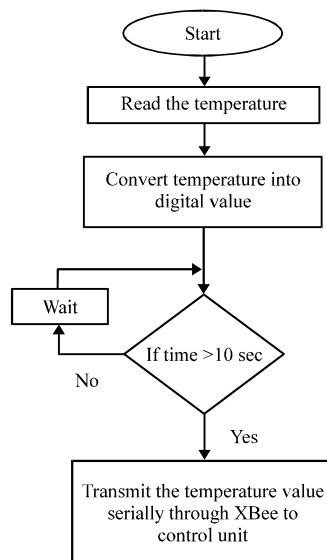 Start
Read the temperature
Convert temperature into
digital value
Wait
If time >10 sec
No
Yes
Transmit the temperature value
serially through XBee to
control unit